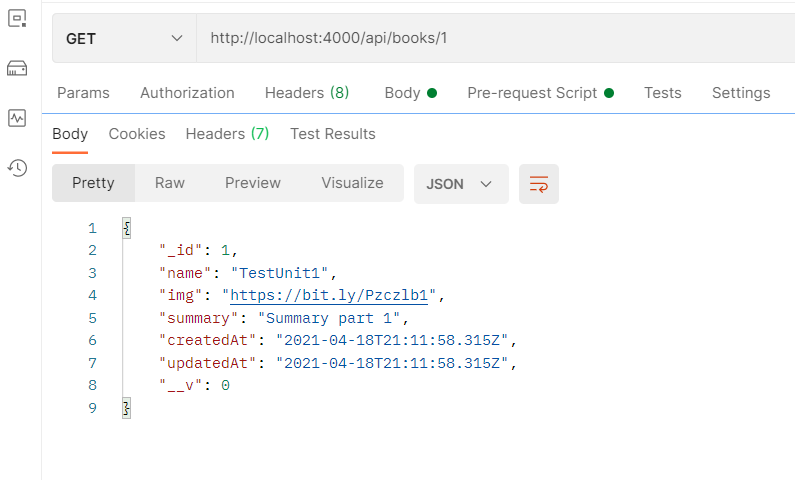 GET http://localhost:4000/api/books/1
Params Authorization Headers (8) Body Pre-request Script Tests Settings
Body Cookies Headers (7) Test Results
Pretty Raw Preview Visualize JSON
1 {
2 "_id": 1,
3 "name": "TestUnit1",
4 "img": "https://bit.ly/Pzczlb1",
5 "summary": "Summary part 1",
6 "createdAt": "2021-04-18T21:11:58.315Z",
7 "updatedAt": "2021-04-18T21:11:58.315Z",
8 "__v": 0
9 }